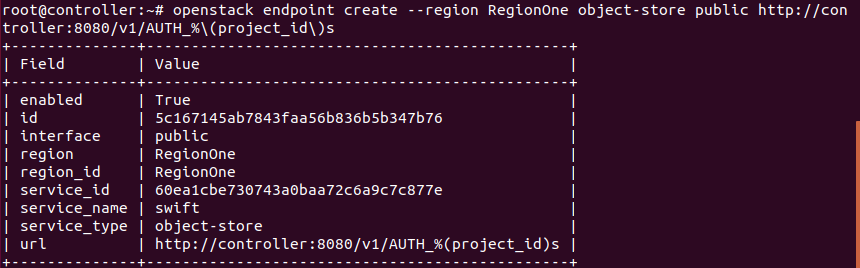 root@controller:~# openstack endpoint create --region RegionOne object-store public http://con
troller:8080/v1/AUTH_%\(project_id\)s
+--------------+-----------------------------------------------+
| Field        | Value                                         |
+--------------+-----------------------------------------------+
| enabled      | True                                          |
| id           | 5c167145ab7843faa56b836b5b347b76              |
| interface    | public                                        |
| region       | RegionOne                                     |
| region_id    | RegionOne                                     |
| service_id   | 60ea1cbe730743a0baa72c6a9c7c877e              |
| service_name | swift                                         |
| service_type | object-store                                  |
| url          | http://controller:8080/v1/AUTH_%(project_id)s |
+--------------+-----------------------------------------------+